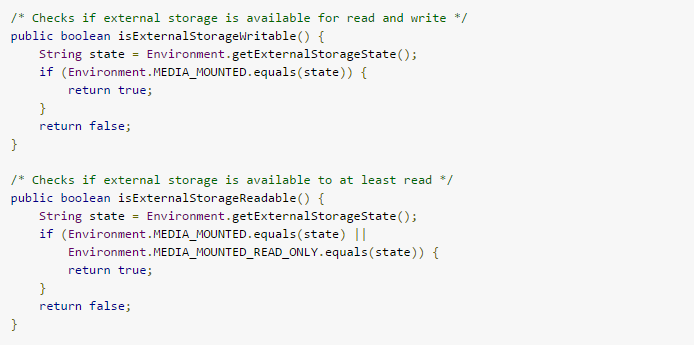 /* Checks if external storage is available for read and write */
public boolean isExternalStorageWritable() {
    String state = Environment.getExternalStorageState();
    if (Environment.MEDIA_MOUNTED.equals(state)) {
        return true;
    }
    return false;
}

/* Checks if external storage is available to at least read */
public boolean isExternalStorageReadable() {
    String state = Environment.getExternalStorageState();
    if (Environment.MEDIA_MOUNTED.equals(state) ||
        Environment.MEDIA_MOUNTED_READ_ONLY.equals(state)) {
        return true;
    }
    return false;
}